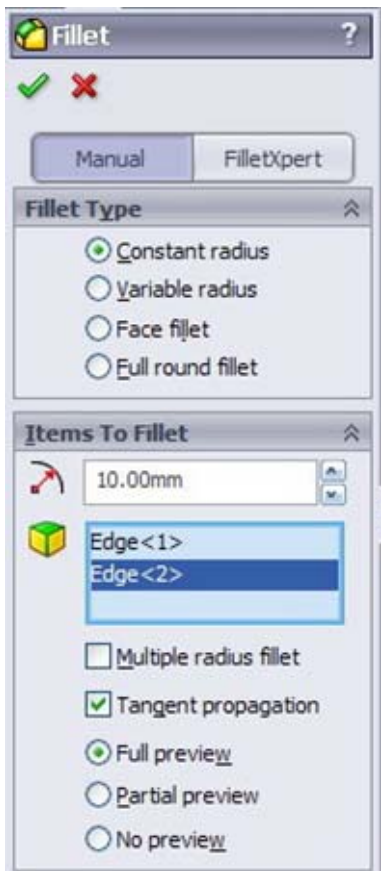 Fillet ?
Manual FilletXpert
Fillet Type
Constant radius
Variable radius
Face fillet
Full round fillet
Items To Fillet
10.00mm
Edge<1>
Edge<2>
Multiple radius fillet
Tangent propagation
Full preview
Partial preview
No preview